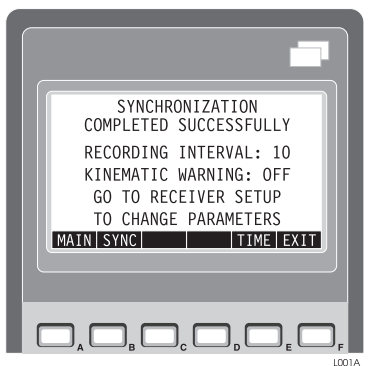 SYNCHRONIZATION
COMPLETED SUCCESSFULLY
RECORDING INTERVAL: 10
KINEMATIC WARNING: OFF
GO TO RECEIVER SETUP
TO CHANGE PARAMETERS
MAIN SYNC TIME EXIT
A B C D E F
L001A